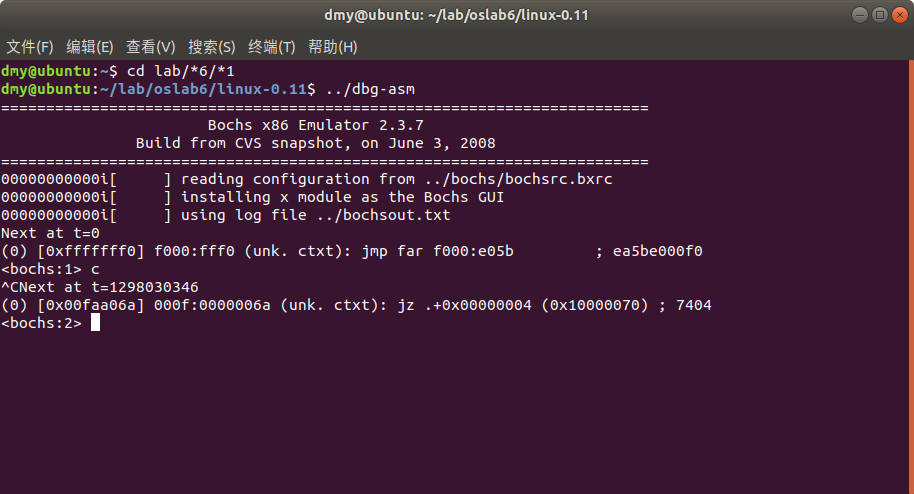 dmy@ubuntu: ~/lab/oslab6/linux-0.11
文件(F) 编辑(E) 查看(V) 搜索(S) 终端(T) 帮助(H)
dmy@ubuntu:~$ cd lab/*6/*1
dmy@ubuntu:~/lab/oslab6/linux-0.11$ ../dbg-asm
========================================================================
Bochs x86 Emulator 2.3.7
Build from CVS snapshot, on June 3, 2008
========================================================================
00000000000i[     ] reading configuration from ../bochs/bochsrc.bxrc
00000000000i[     ] installing x module as the Bochs GUI
00000000000i[     ] using log file ../bochsout.txt
Next at t=0
(0) [0xfffffff0] f000:fff0 (unk. ctxt): jmp far f000:e05b         ; ea5be000f0
<bochs:1> c
^CNext at t=1298030346
(0) [0x00faa06a] 000f:0000006a (unk. ctxt): jz .+0x00000004 (0x10000070) ; 7404
<bochs:2>